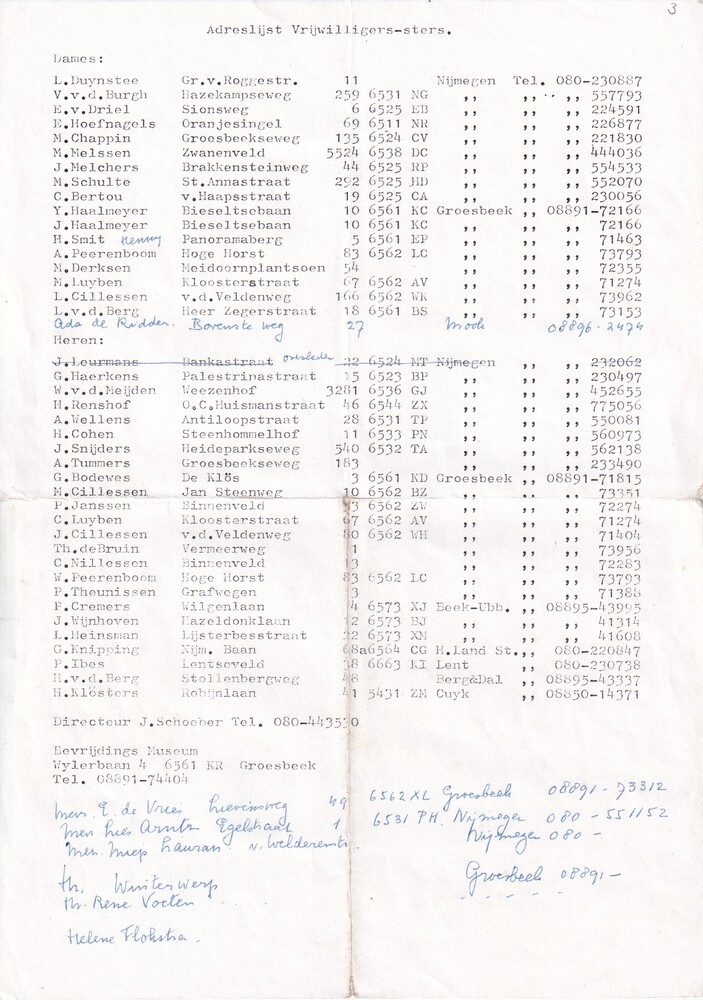 3
Adreslijst Vrijwilligers-sters.
Dames:
L.Duynstee Gr.v.Roggestr. 11 Nijmegen Tel. 080-230887
V.v.d.Burgh Hazekampseweg 259 6531 NG ,, ,, ,, 557793
E.v.Driel Sionsweg 6 6525 EB ,, ,, ,, 224591
E.Hoefnagels Oranjesingel 69 6511 NR ,, ,, ,, 226877
M.Chappin Groesbeekseweg 135 6524 CV ,, ,, ,, 221830
M.Melssen Zwanenveld 5524 6538 DC ,, ,, ,, 444036
J.Melchers Brakkensteinweg 44 6525 RP ,, ,, ,, 554533
M.Schulte St.Annastraat 292 6525 HD ,, ,, ,, 552070
C.Bertou v.Haapsstraat 19 6525 CA ,, ,, ,, 230056
Y.Haalmeyer Bieseltsebaan 10 6561 KC Groesbeek ,, 08891-72166
J.Haalmeyer Bieseltsebaan 10 6561 KC ,, ,, ,, 72166
H.Smit Henny Panoramaberg 5 6561 EP ,, ,, ,, 71463
A.Peerenboom Hoge Horst 83 6562 LC ,, ,, ,, 73793
M.Derksen Meidoornplantsoen 54 ,, ,, ,, 72355
M.Luyben Kloosterstraat 67 6562 AV ,, ,, ,, 71274
L.Cillessen v.d.Veldenweg 166 6562 WK ,, ,, ,, 73962
L.v.d.Berg Heer Zegerstraat 18 6561 BS ,, ,, ,, 73153
Ada de Ridder. Bovenste weg 27 Mook 08896-2474
Heren:
J.Leurmans Bankastraat overleden 22 6524 MT Nijmegen ,, ,, 232062
G.Haerkens Palestrinastraat 15 6523 BP ,, ,, ,, 230497
W.v.d.Meijden Weezenhof 3281 6536 GJ ,, ,, ,, 452655
H.Renshof O.C.Huismanstraat 46 6544 ZX ,, ,, ,, 775056
A.Wellens Antiloopstraat 28 6531 TP ,, ,, ,, 550081
H.Cohen Steenhommelhof 11 6533 PN ,, ,, ,, 560973
J.Snijders Heideparkseweg 540 6532 TA ,, ,, ,, 562138
A.Tummers Groesbeekseweg 183 ,, ,, ,, 233490
G.Bodewes De Klös 3 6561 KD Groesbeek ,, 08891-71815
M.Cillessen Jan Steenweg 10 6562 BZ ,, ,, ,, 73351
P.Janssen Binnenveld 3 6562 ZW ,, ,, ,, 72274
C.Luyben Kloosterstraat 67 6562 AV ,, ,, ,, 71274
J.Cillessen v.d.Veldenweg 80 6562 WH ,, ,, ,, 71404
Th.deBruin Vermeerweg 1 ,, ,, ,, 73956
C.Nillessen Binnenveld 3 ,, ,, ,, 72283
W.Peerenboom Hoge Horst 83 6562 LC ,, ,, ,, 73793
P.Theunissen Grafwegen 3 ,, ,, ,, 71388
F.Cremers Wilgenlaan 4 6573 XJ Beek-Ubb. ,, 08895-43995
J.Wijnhoven Hazeldonklaan 2 6573 BJ ,, ,, ,, 41314
L.Heinsman Lijsterbesstraat 22 6573 XM ,, ,, ,, 41608
G.Knipping Nijm. Baan 68a6564 CG H.Land St.,, 080-220847
P.Ibes Lentseveld 38 6663 KI Lent ,, 080-230738
H.v.d.Berg Stollenbergweg 48 Berg&Dal ,, 08895-43337
H.Klösters Robijnlaan 41 5431 ZM Cuyk ,, 08850-14371
Directeur J.Schoeber Tel. 080-443530
Bevrijdings Museum
Wylerbaan 4 6561 KR Groesbeek
Tel. 08891-74404
Mevr. E. de Vries Lievensweg 49 6562 XL Groesbeek 08891-73312
Mevr. Lies Arntz Egelstraat 1 6531 PH. Nijmegen 080-551152
Mevr. Miep v. Welderenstr. Nijmegen 080-
th. Winterwerp Groesbeek 08891-
th. Rene Voeten
Helene Flokstra.